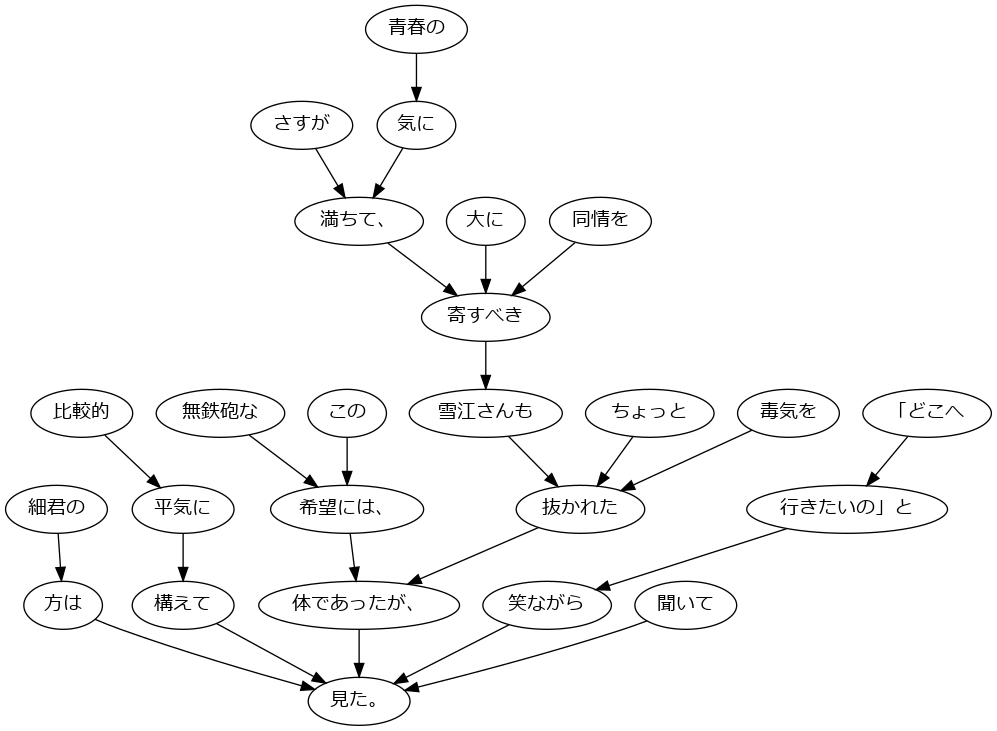 青春の
さすが
気に
満ちて、
大に
同情を
寄すべき
比較的
無鉄砲な
この
雪江さんも
ちょっと
毒気を
「どこへ
細君の
平気に
希望には、
抜かれた
行きたいの」と
方は
構えて
体であったが、
笑ながら
聞いて
見た。